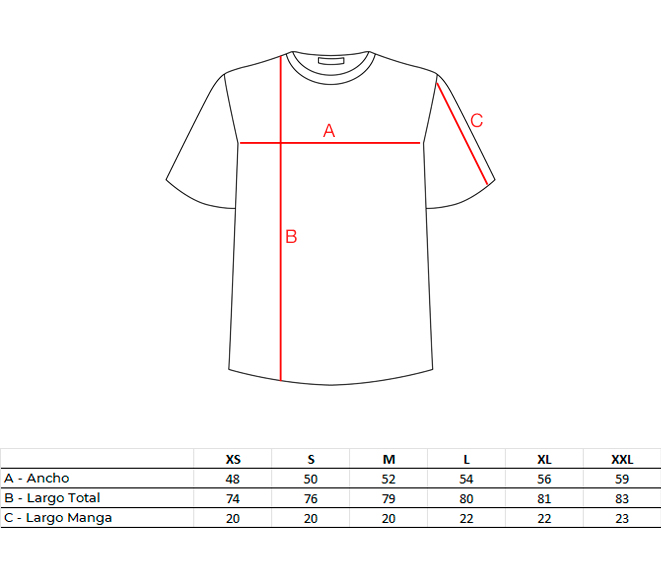 A
C
B
XS S M L XL XXL
A - Ancho 48 50 52 54 56 59
B - Largo Total 74 76 79 80 81 83
C - Largo Manga 20 20 20 22 22 23